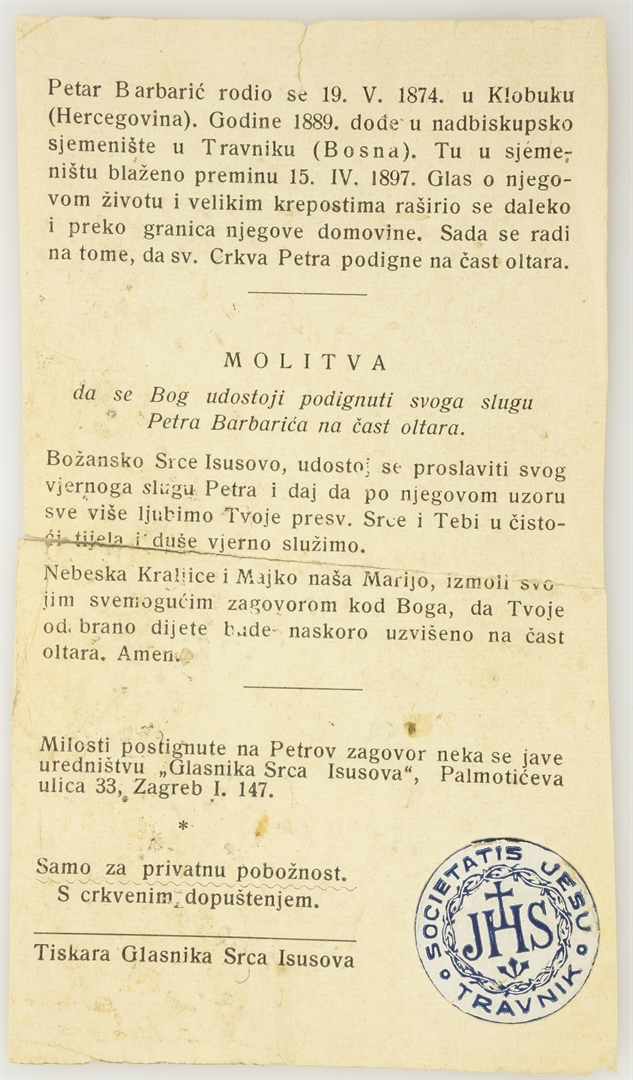 Petar Barbarić rodio se 19. V. 1874. u Klobuku
(Hercegovina). Godine 1889. dođe u nadbiskupsko
sjemenište u Travniku (Bosna). Tu u sjeme-
ništu blaženo preminu 15. IV. 1897. Glas o njego-
vom životu i velikim krepostima raširio se daleko
i preko granica njegove domovine. Sada se radi
na tome, da sv. Crkva Petra podigne na čast oltara.
MOLITVA
da se Bog udostoji podignuti svoga slugu
Petra Barbarića na čast oltara.
Božansko Srce Isusovo, udostoj se proslaviti svog
vjernoga slugu Petra i daj da po njegovom uzoru
sve više ljubimo Tvoje presv. Srce i Tebi u čisto-
ći tijela i duše vjerno služimo.
Nebeska Kraljice i Majko naša Marijo, izmoli svo
jim svemogućim zagovorom kod Boga, da Tvoje
odabrano dijete bude naskoro uzvišeno na čast
oltara. Amen.
Milosti postignute na Petrov zagovor neka se jave
uredništvu „Glasnika Srca Isusova“, Palmotićeva
ulica 33, Zagreb I. 147.
*
Samo za privatnu pobožnost.
S crkvenim dopuštenjem.
Tiskara Glasnika Srca Isusova
SOCIETATIS JESU
JHS
TRAVNIK